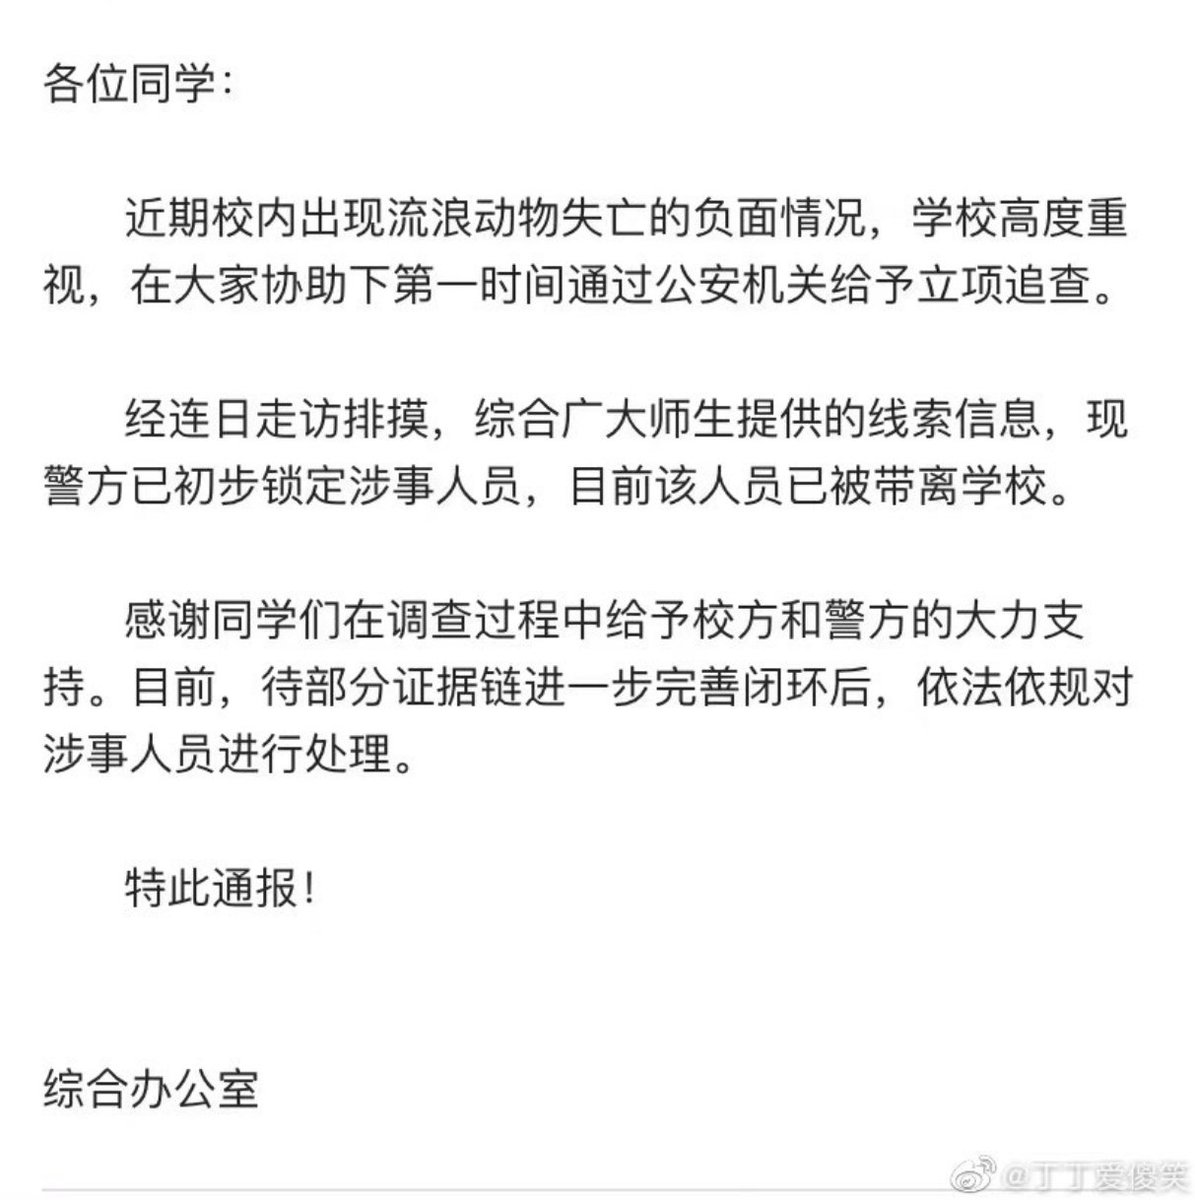 各位同学：
近期校内出现流浪动物失亡的负面情况，学校高度重
视，在大家协助下第一时间通过公安机关给予立项追查。
经连日走访排摸，综合广大师生提供的线索信息，现
警方已初步锁定涉事人员，目前该人员已被带离学校。
感谢同学们在调查过程中给予校方和警方的大力支
持。目前，待部分证据链进一步完善闭环后，依法依规对
涉事人员进行处理。
特此通报！
综合办公室
@丁丁爱傻笑